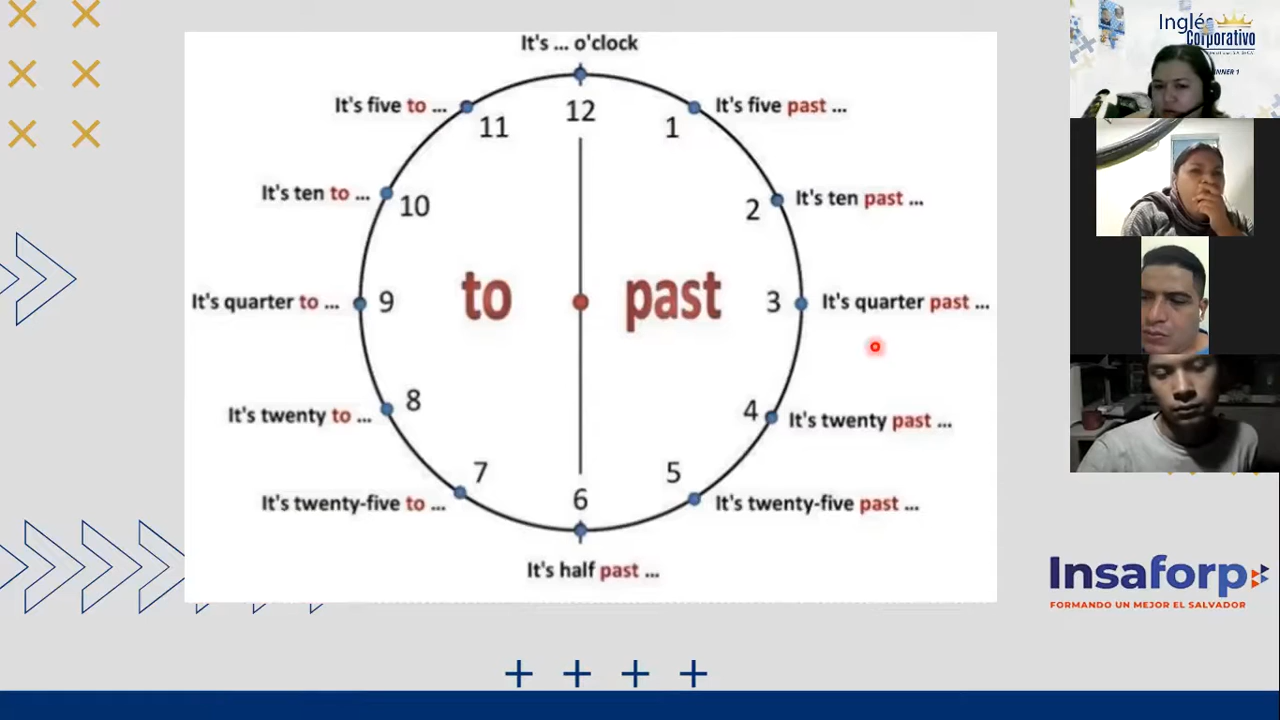 It's ... o'clock
It's five to ...
11
12
1
It's five past ...
It's ten to ...
10
2
It's ten past ...
It's quarter to ...
9
to
past
3
It's quarter past ...
It's twenty to ...
8
4
It's twenty past ...
7
6
5
It's twenty-five to ...
It's twenty-five past ...
It's half past ...
Inglés
Corporativo
Insaforp
FORMANDO UN MEJOR EL SALVADOR